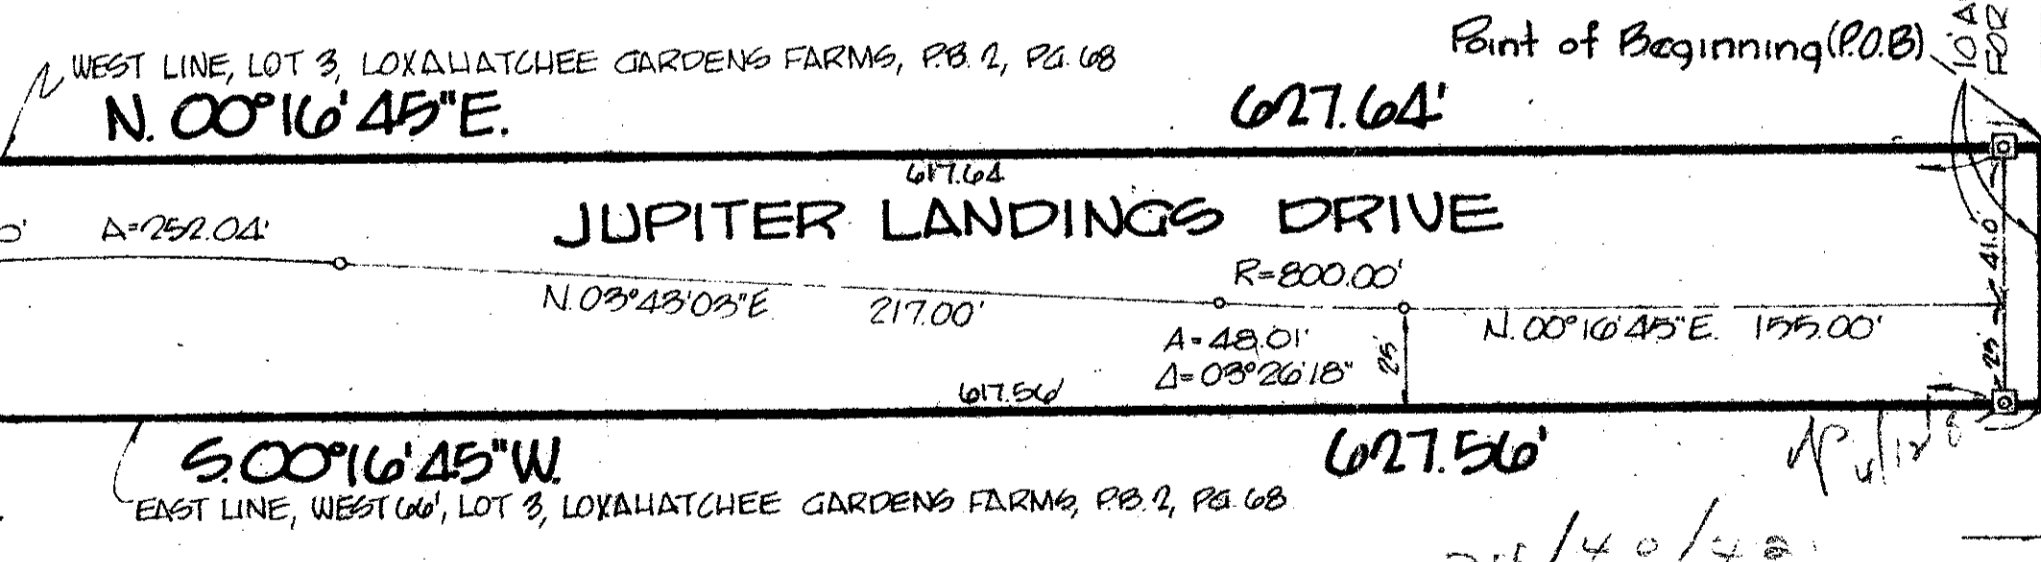 Point of Beginning (P.O.B)
10' A
FOR
WEST LINE, LOT 3, LOXAHATCHEE GARDENS FARMS, P.B. 2, PG. 68
N. 00°16'45"E. 627.64'
617.64
JUPITER LANDINGS DRIVE
A=252.04'
R=800.00'
41.0'
N.03°43'03"E 217.00'
N.00°16'45"E. 155.00'
A=48.01'
Δ=03°26'18"
25'
25'
617.56'
S.00°16'45"W. 627.56'
EAST LINE, WEST 66', LOT 3, LOXAHATCHEE GARDENS FARMS, P.B. 2, PG. 68